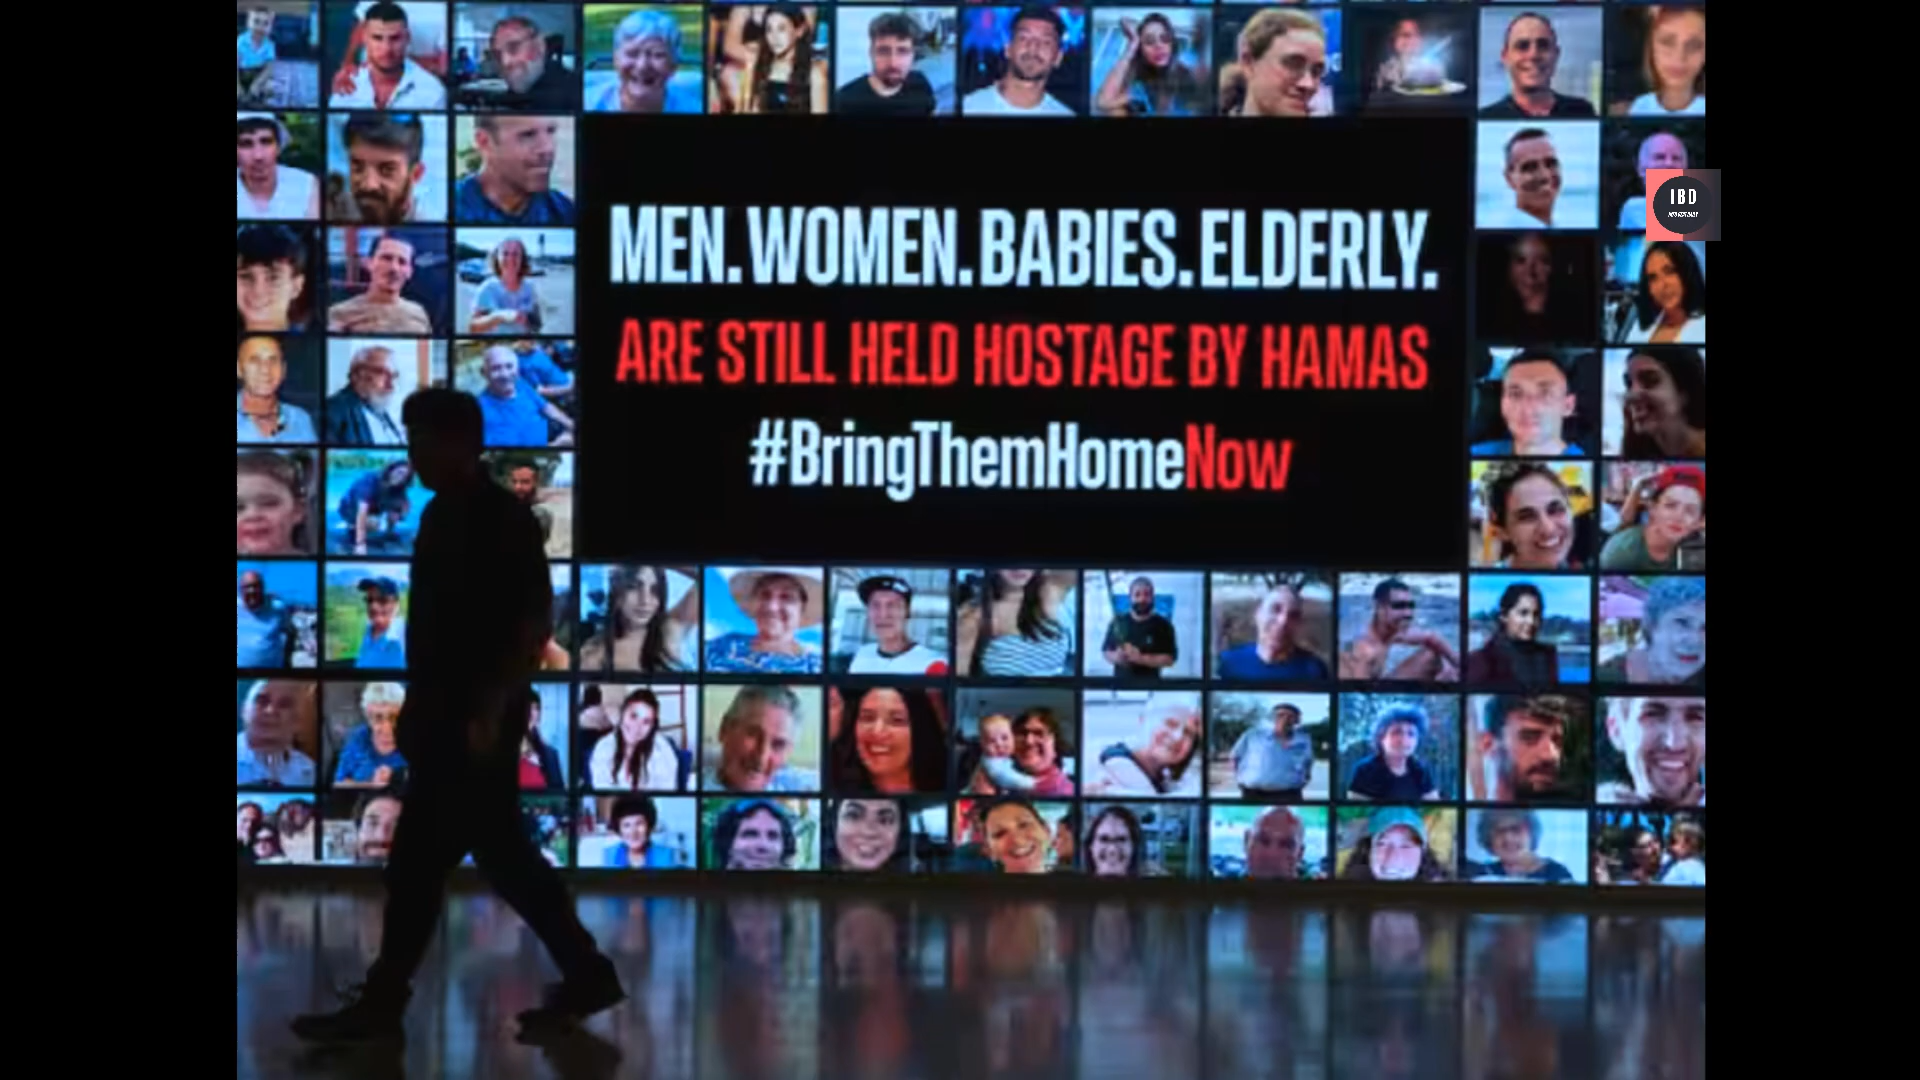 MEN.WOMEN.BABIES.ELDERLY.
ARE STILL HELD HOSTAGE BY HAMAS
#BringThemHomeNow
IBD